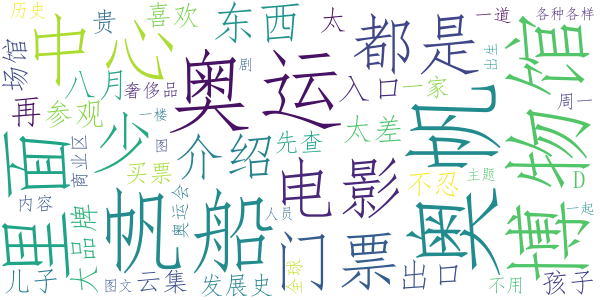 历史
贵
喜欢
东西
太
一道
各种各样
中心
都是
出生
场馆
八月
奥运
剧
奢侈品
入口
一家
帆
博物馆
周一
再
参观
一楼
少
里面
图
介绍
先查
太差
商业区
买票
电影
不忍
主题
D
内容
大品牌
帆船
奥运会
人员
门票
奥
一起
儿子
图文
云集
发展史
全球
出口
不用
孩子